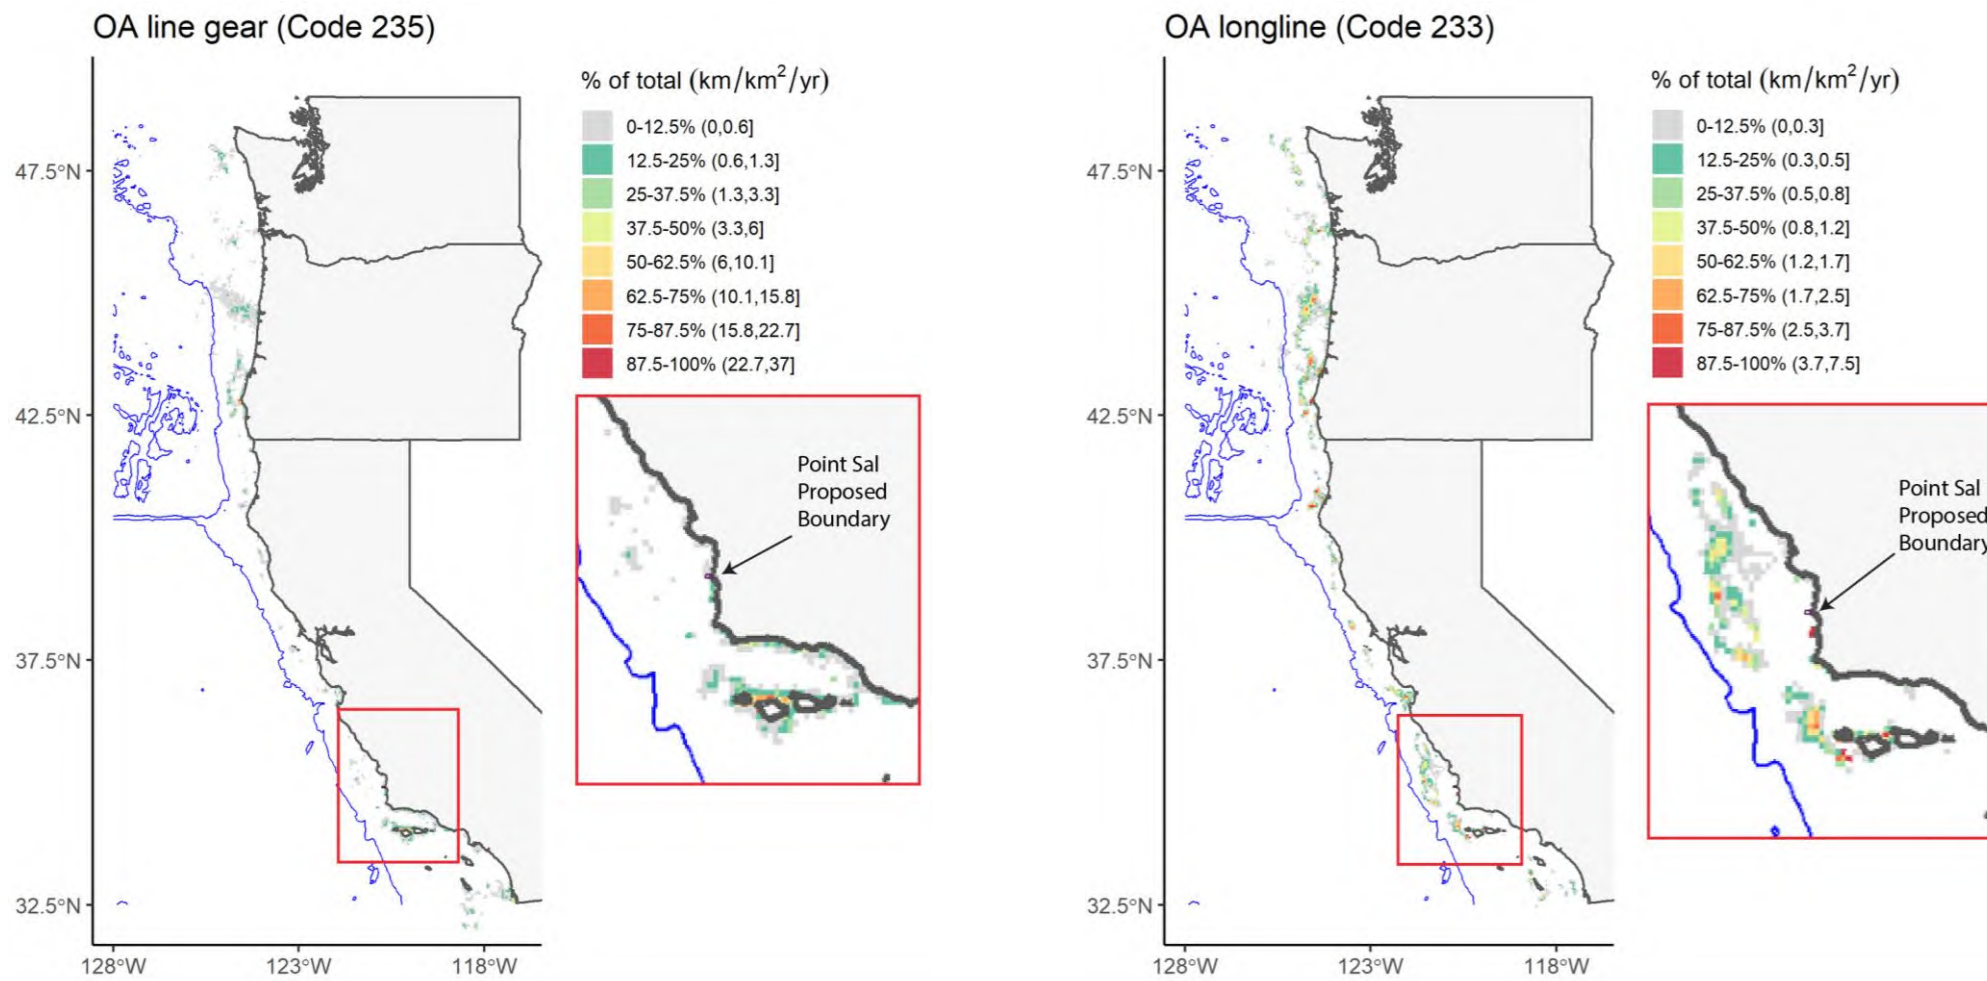 OA line gear (Code 235)
% of total (km/km²/yr)
0-12.5% (0,0.6]
12.5-25% (0.6,1.3]
25-37.5% (1.3,3.3]
37.5-50% (3.3,6]
50-62.5% (6,10.1]
62.5-75% (10.1,15.8]
75-87.5% (15.8,22.7]
87.5-100% (22.7,37]
47.5°N
42.5°N
37.5°N
32.5°N
128°W
123°W
118°W
Point Sal
Proposed
Boundary
OA longline (Code 233)
% of total (km/km²/yr)
0-12.5% (0,0.3]
12.5-25% (0.3,0.5]
25-37.5% (0.5,0.8]
37.5-50% (0.8,1.2]
50-62.5% (1.2,1.7]
62.5-75% (1.7,2.5]
75-87.5% (2.5,3.7]
87.5-100% (3.7,7.5]
47.5°N
42.5°N
37.5°N
32.5°N
128°W
123°W
118°W
Point Sal
Proposed
Boundary